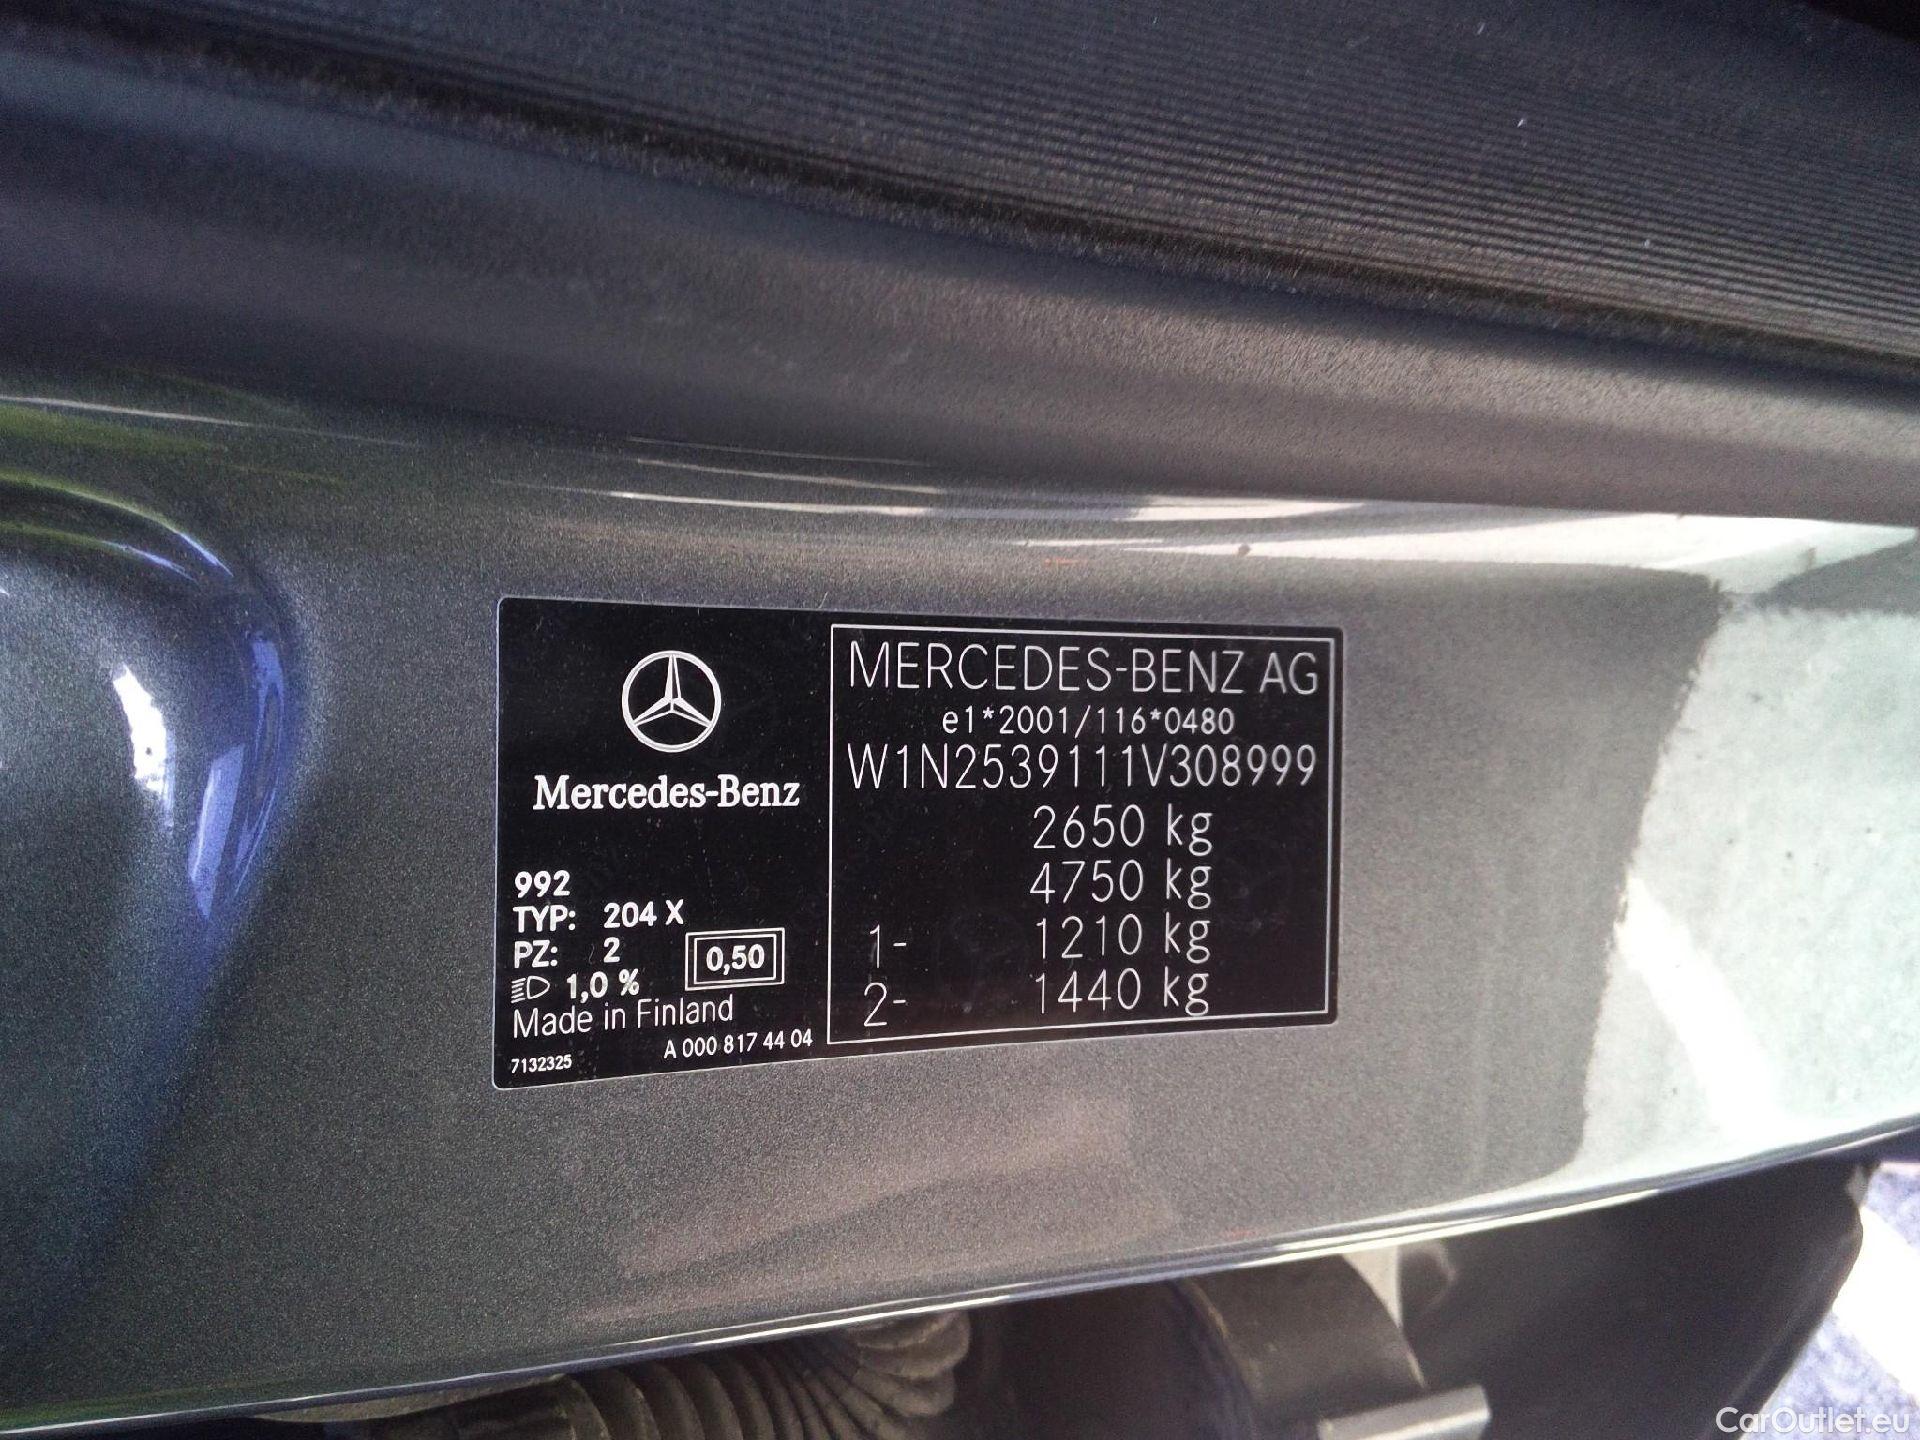 Mercedes-Benz
992
TYP: 204 X
PZ: 2
1,0 %
0,50
Made in Finland
7132325
A 000 817 44 04
MERCEDES-BENZ AG
e1*2001/116*0480
W1N2539111V308999
2650 kg
4750 kg
1- 1210 kg
2- 1440 kg
CarOutlet.eu